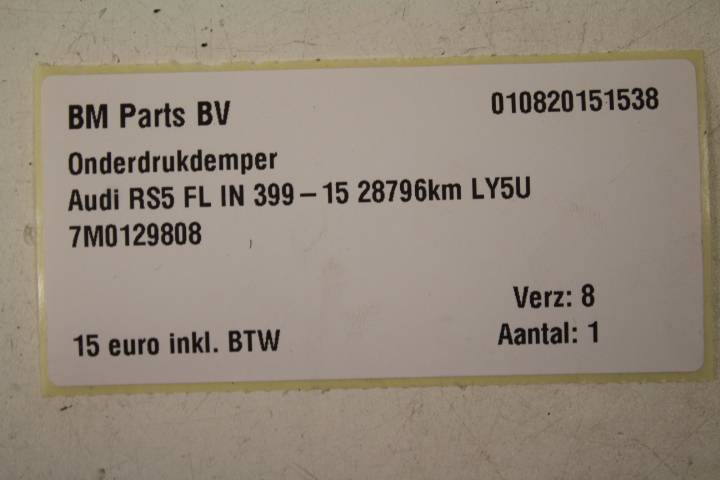 BM Parts BV
010820151538
Onderdrukdemper
Audi RS5 FL IN 399 – 15 28796km LY5U
7M0129808
Verz: 8
15 euro inkl. BTW
Aantal: 1